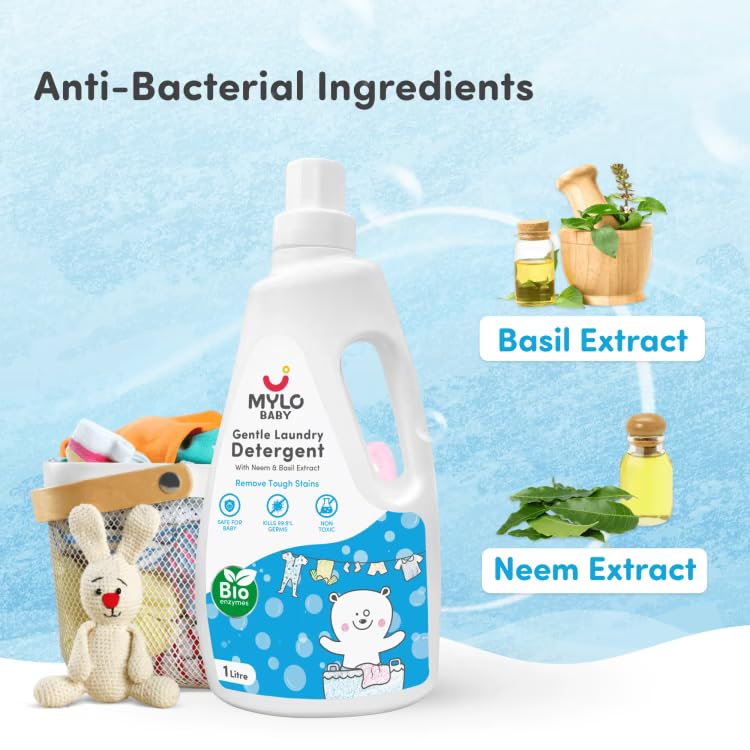 Anti-Bacterial Ingredients
MYLO
BABY
Gentle Laundry
Detergent
With Neem & Basil Extract
Remove Tough Stains
SAFE FOR
BABY
KILLS 99.9%
GERMS
NON
TOXIC
Bio
enzymes
1 Litre
Basil Extract
Neem Extract